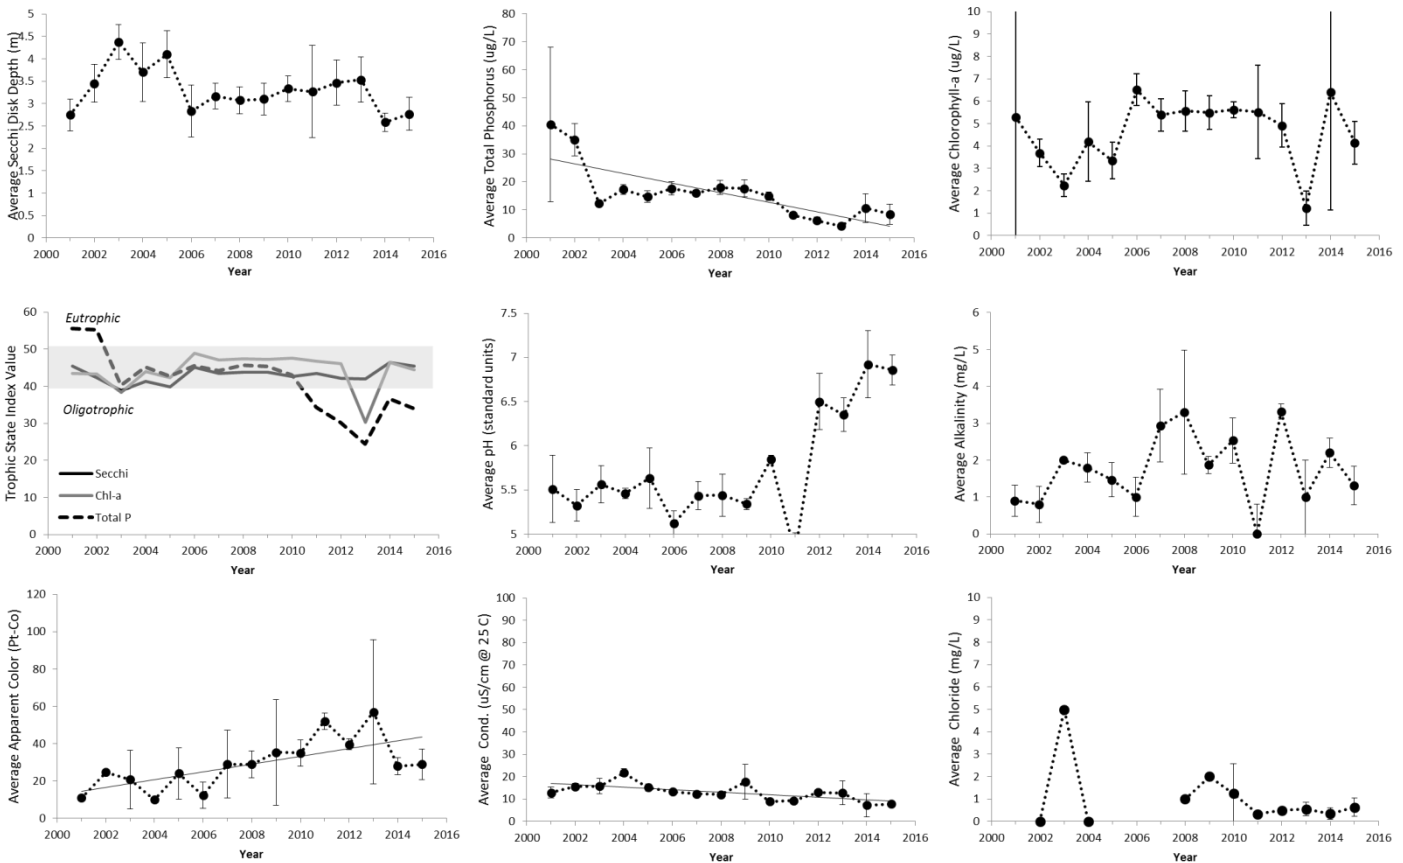 Average Secchi Disk Depth (m)
5
4.5
4
3.5
3
2.5
2
1.5
1
0.5
0
2000 2002 2004 2006 2008 2010 2012 2014 2016
Year
Average Total Phosphorus (ug/L)
80
70
60
50
40
30
20
10
0
2000 2002 2004 2006 2008 2010 2012 2014 2016
Year
Average Chlorophyll-a (ug/L)
10
9
8
7
6
5
4
3
2
1
0
2000 2002 2004 2006 2008 2010 2012 2014 2016
Year
Trophic State Index Value
60
50
40
30
20
10
0
Eutrophic
Oligotrophic
Secchi
Chl-a
Total P
2000 2002 2004 2006 2008 2010 2012 2014 2016
Year
Average pH (standard units)
7.5
7
6.5
6
5.5
5
2000 2002 2004 2006 2008 2010 2012 2014 2016
Year
Average Alkalinity (mg/L)
6
5
4
3
2
1
0
2000 2002 2004 2006 2008 2010 2012 2014 2016
Year
Average Apparent Color (Pt-Co)
120
100
80
60
40
20
0
2000 2002 2004 2006 2008 2010 2012 2014 2016
Year
Average Cond. (uS/cm @ 25 C)
100
90
80
70
60
50
40
30
20
10
0
2000 2002 2004 2006 2008 2010 2012 2014 2016
Year
Average Chloride (mg/L)
10
9
8
7
6
5
4
3
2
1
0
2000 2002 2004 2006 2008 2010 2012 2014 2016
Year